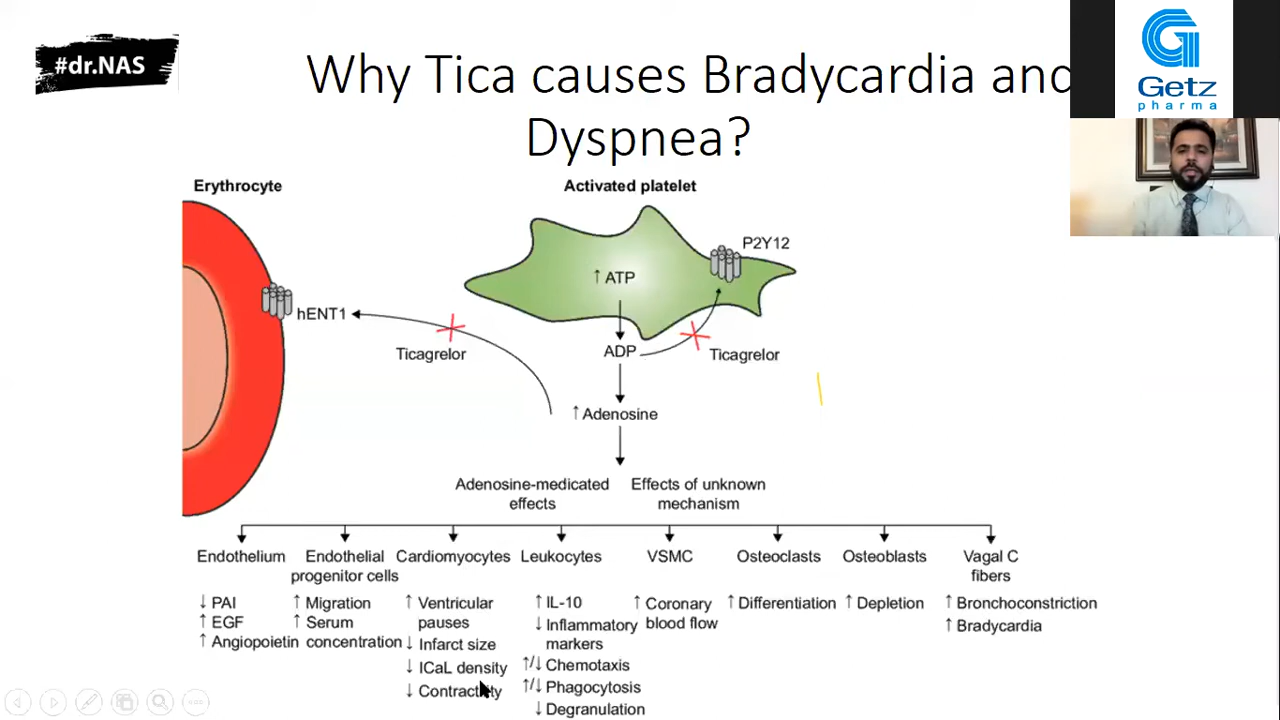 #dr.NAS
Why Tica causes Bradycardia and
Dyspnea?
Getz
pharma
Erythrocyte
Activated platelet
P2Y12
↑ ATP
hENT1
Ticagrelor
ADP
Ticagrelor
↑ Adenosine
Adenosine-medicated
effects
Effects of unknown
mechanism
Endothelium
↓ PAI
↑ EGF
↑ Angiopoietin
Endothelial
progenitor cells
↑ Migration
↑ Serum
concentration
Cardiomyocytes
↑ Ventricular
pauses
↓ Infarct size
↓ ICaL density
↓ Contractility
Leukocytes
↑ IL-10
↓ Inflammatory
markers
↑/↓ Chemotaxis
↑/↓ Phagocytosis
↓ Degranulation
VSMC
↑ Coronary
blood flow
Osteoclasts
↑ Differentiation
Osteoblasts
↑ Depletion
Vagal C
fibers
↑ Bronchoconstriction
↑ Bradycardia